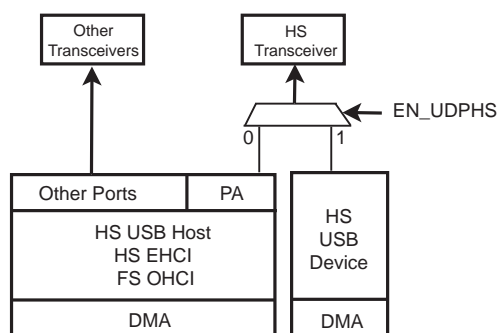 Other
Transceivers
HS
Transceiver
EN_UDPHS
0
1
Other Ports
PA
HS USB Host
HS EHCI
FS OHCI
DMA
HS
USB
Device
DMA